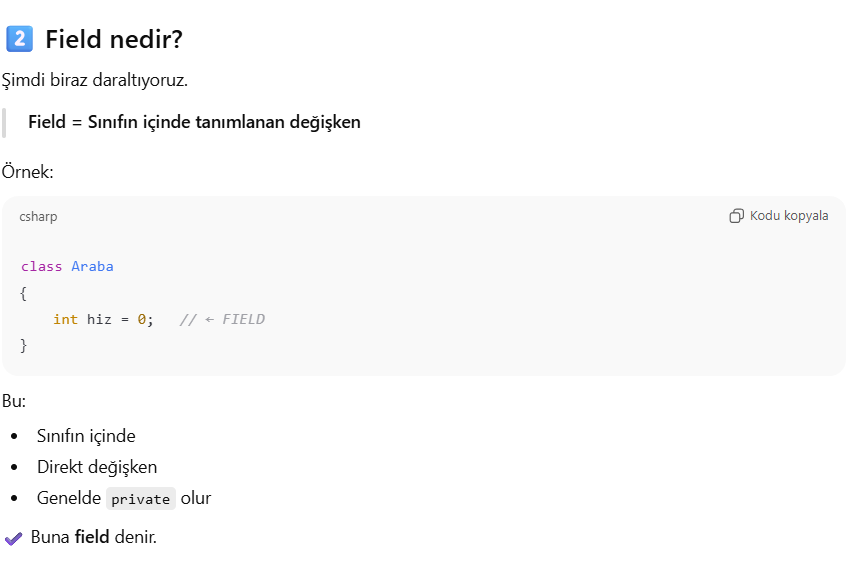 2 Field nedir?
Şimdi biraz daraltıyoruz.
Field = Sınıfın içinde tanımlanan değişken
Örnek:
csharp
Kodu kopyala
class Araba
{
    int hiz = 0;   // ← FIELD
}
Bu:
• Sınıfın içinde
• Direkt değişken
• Genelde private olur
✔ Buna field denir.